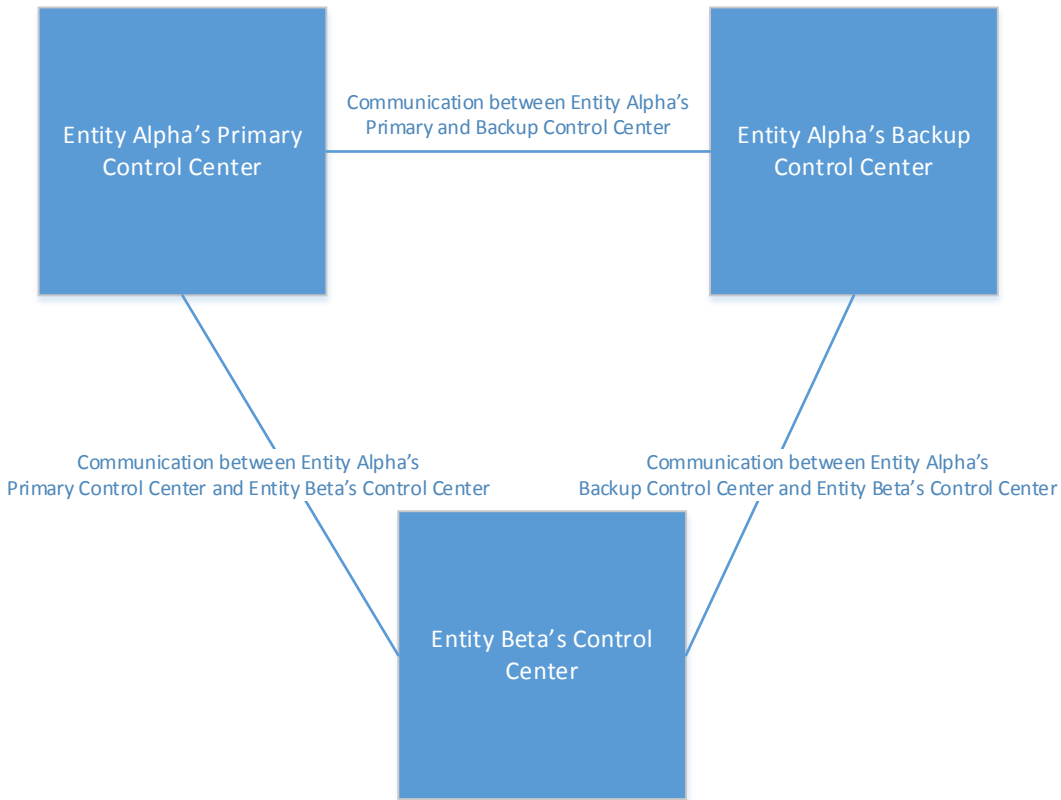 Entity Alpha’s Primary
Control Center
Communication between Entity Alpha’s
Primary and Backup Control Center
Entity Alpha’s Backup
Control Center
Communication between Entity Alpha’s
Primary Control Center and Entity Beta’s Control Center
Communication between Entity Alpha’s
Backup Control Center and Entity Beta’s Control Center
Entity Beta’s Control
Center